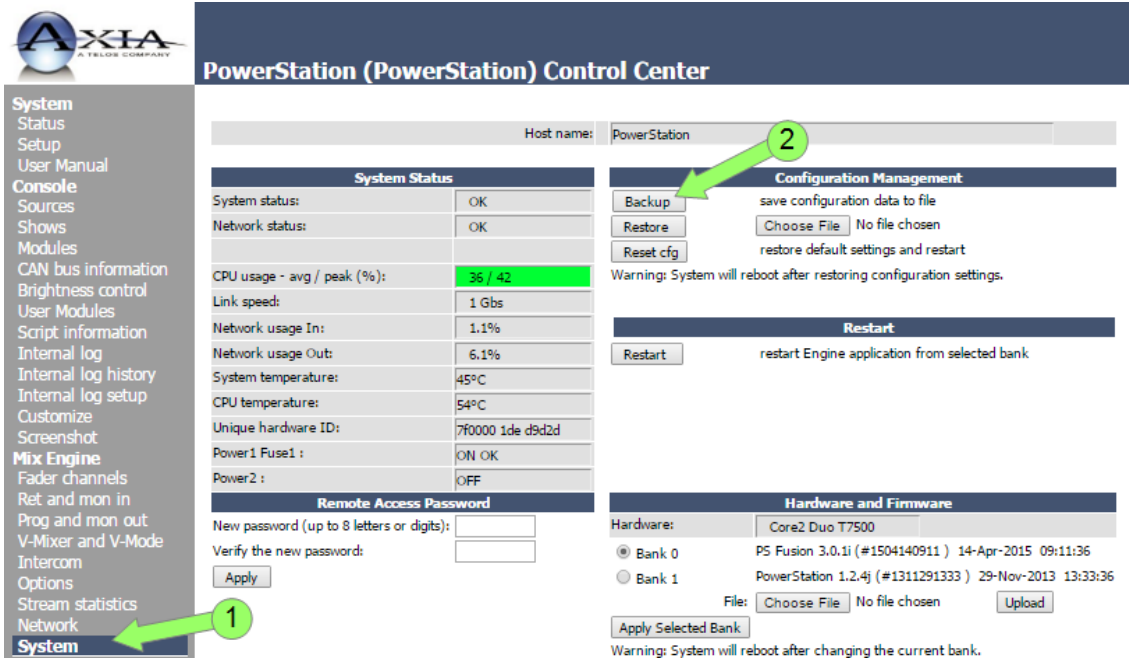 AXIA
A TELOS COMPANY
PowerStation (PowerStation) Control Center
System
Status
Setup
User Manual
Console
Sources
Shows
Modules
CAN bus information
Brightness control
User Modules
Script information
Internal log
Internal log history
Internal log setup
Customize
Screenshot
Mix Engine
Fader channels
Ret and mon in
Prog and mon out
V-Mixer and V-Mode
Intercom
Options
Stream statistics
Network
System
1
Host name: PowerStation
2
System Status
System status: OK
Network status: OK
CPU usage - avg / peak (%): 36 / 42
Link speed: 1 Gbs
Network usage In: 1.1%
Network usage Out: 6.1%
System temperature: 45°C
CPU temperature: 54°C
Unique hardware ID: 7f0000 1de d9d2d
Power1 Fuse1 : ON OK
Power2 : OFF
Remote Access Password
New password (up to 8 letters or digits):
Verify the new password:
Apply
Configuration Management
Backup save configuration data to file
Restore Choose File No file chosen
Reset cfg restore default settings and restart
Warning: System will reboot after restoring configuration settings.
Restart
Restart restart Engine application from selected bank
Hardware and Firmware
Hardware: Core2 Duo T7500
Bank 0 PS Fusion 3.0.1i (#1504140911 ) 14-Apr-2015 09:11:36
Bank 1 PowerStation 1.2.4j (#1311291333 ) 29-Nov-2013 13:33:36
File: Choose File No file chosen Upload
Apply Selected Bank
Warning: System will reboot after changing the current bank.